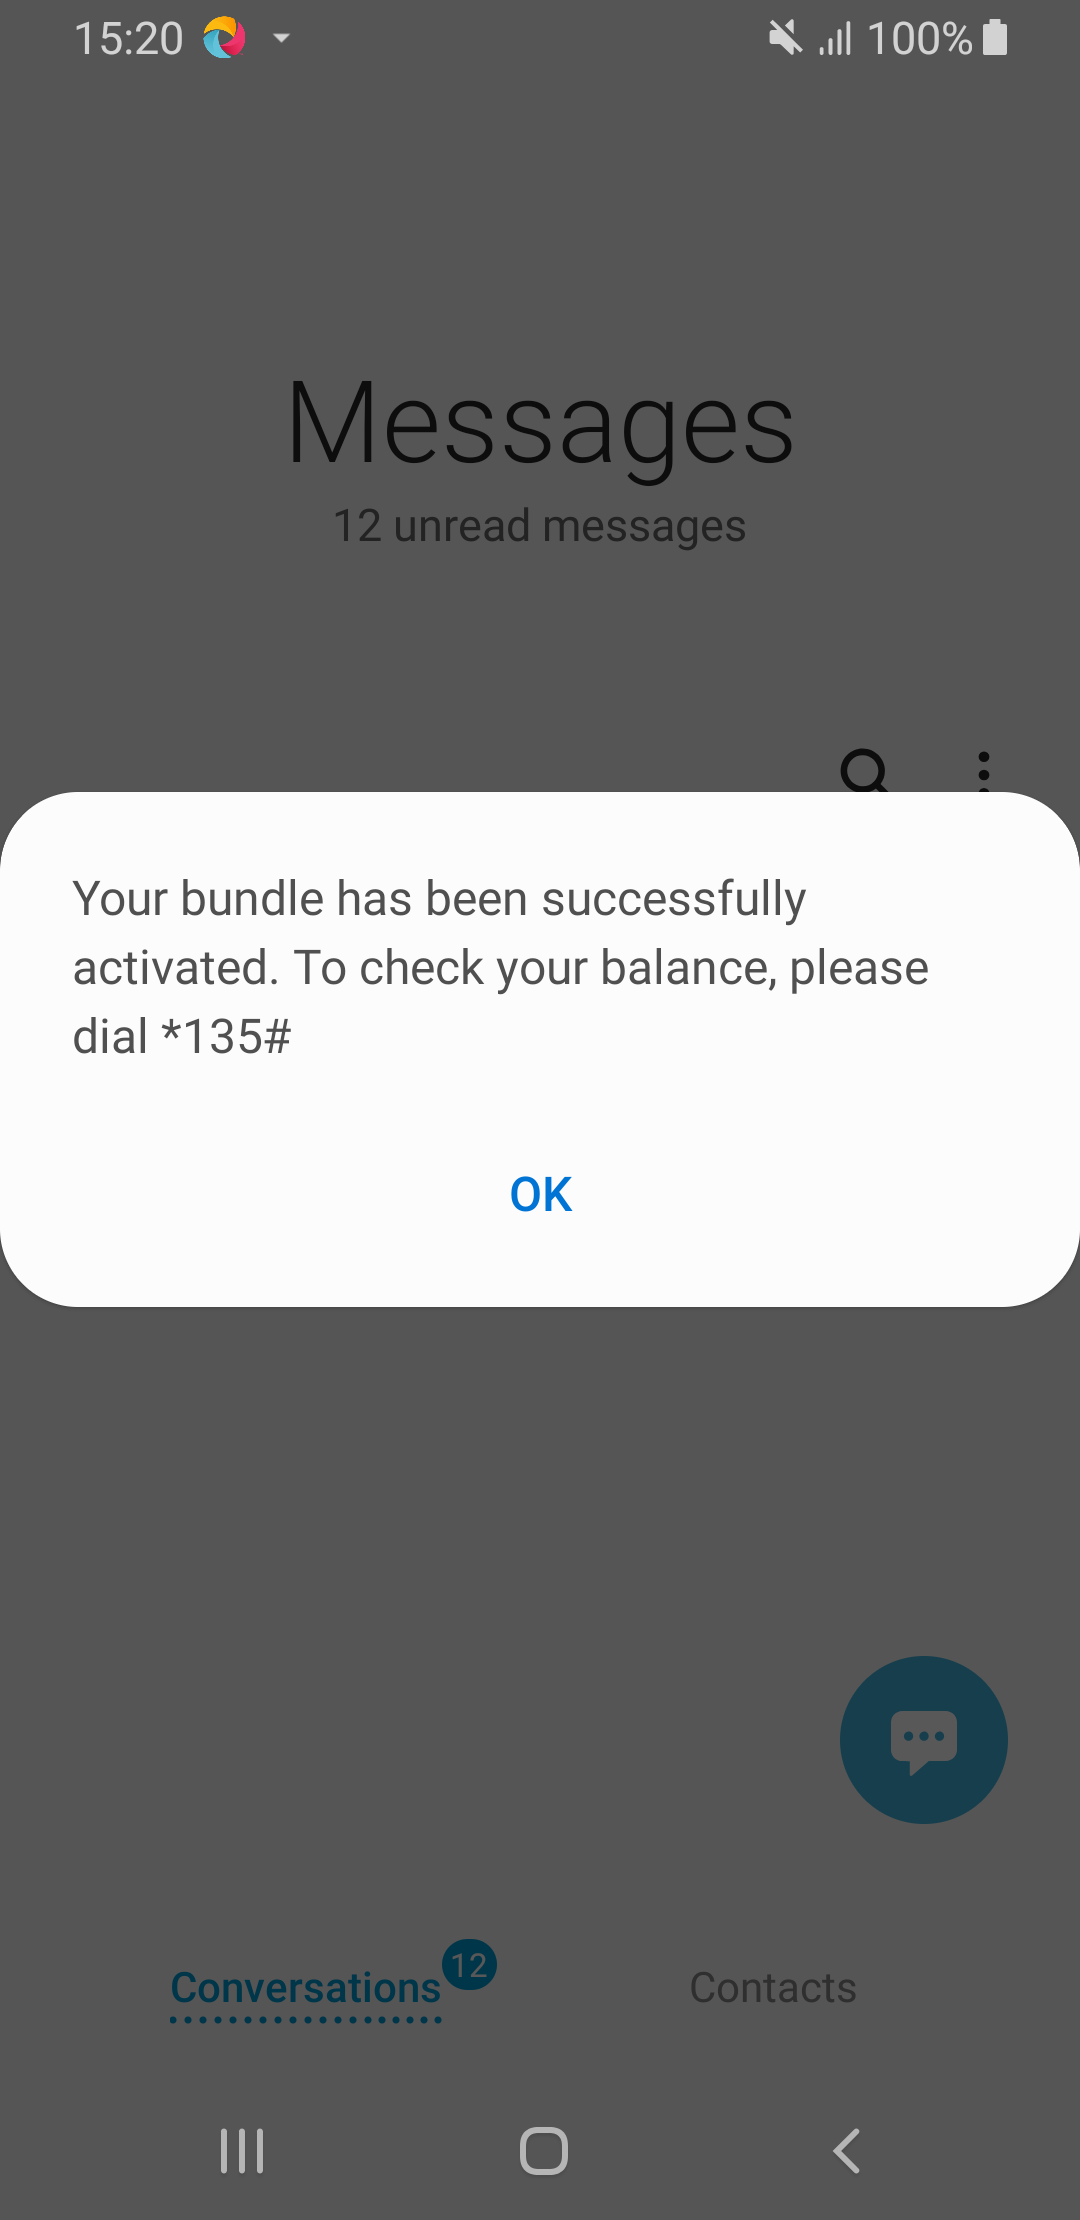 15:20
100%
Messages
12 unread messages
Your bundle has been successfully
activated. To check your balance, please
dial *135#
OK
Conversations
12
Contacts